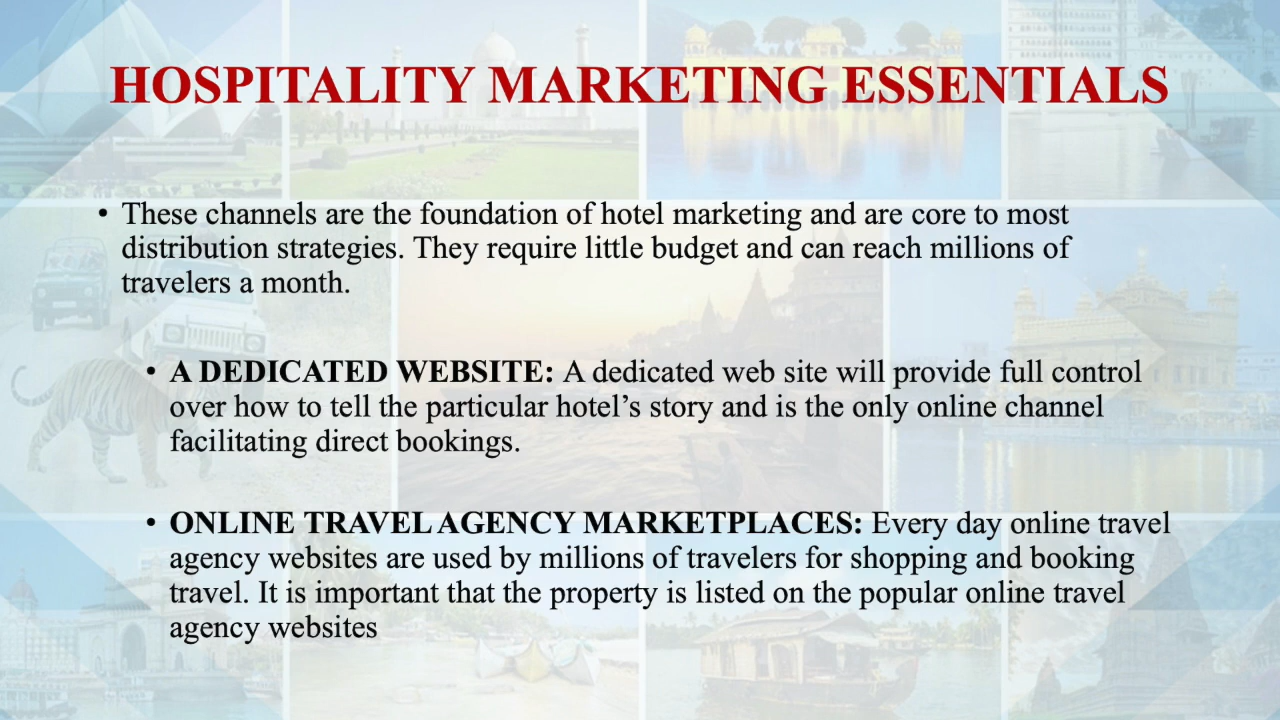 HOSPITALITY MARKETING ESSENTIALS
• These channels are the foundation of hotel marketing and are core to most
distribution strategies. They require little budget and can reach millions of
travelers a month.
• A DEDICATED WEBSITE: A dedicated web site will provide full control
over how to tell the particular hotel’s story and is the only online channel
facilitating direct bookings.
• ONLINE TRAVEL AGENCY MARKETPLACES: Every day online travel
agency websites are used by millions of travelers for shopping and booking
travel. It is important that the property is listed on the popular online travel
agency websites